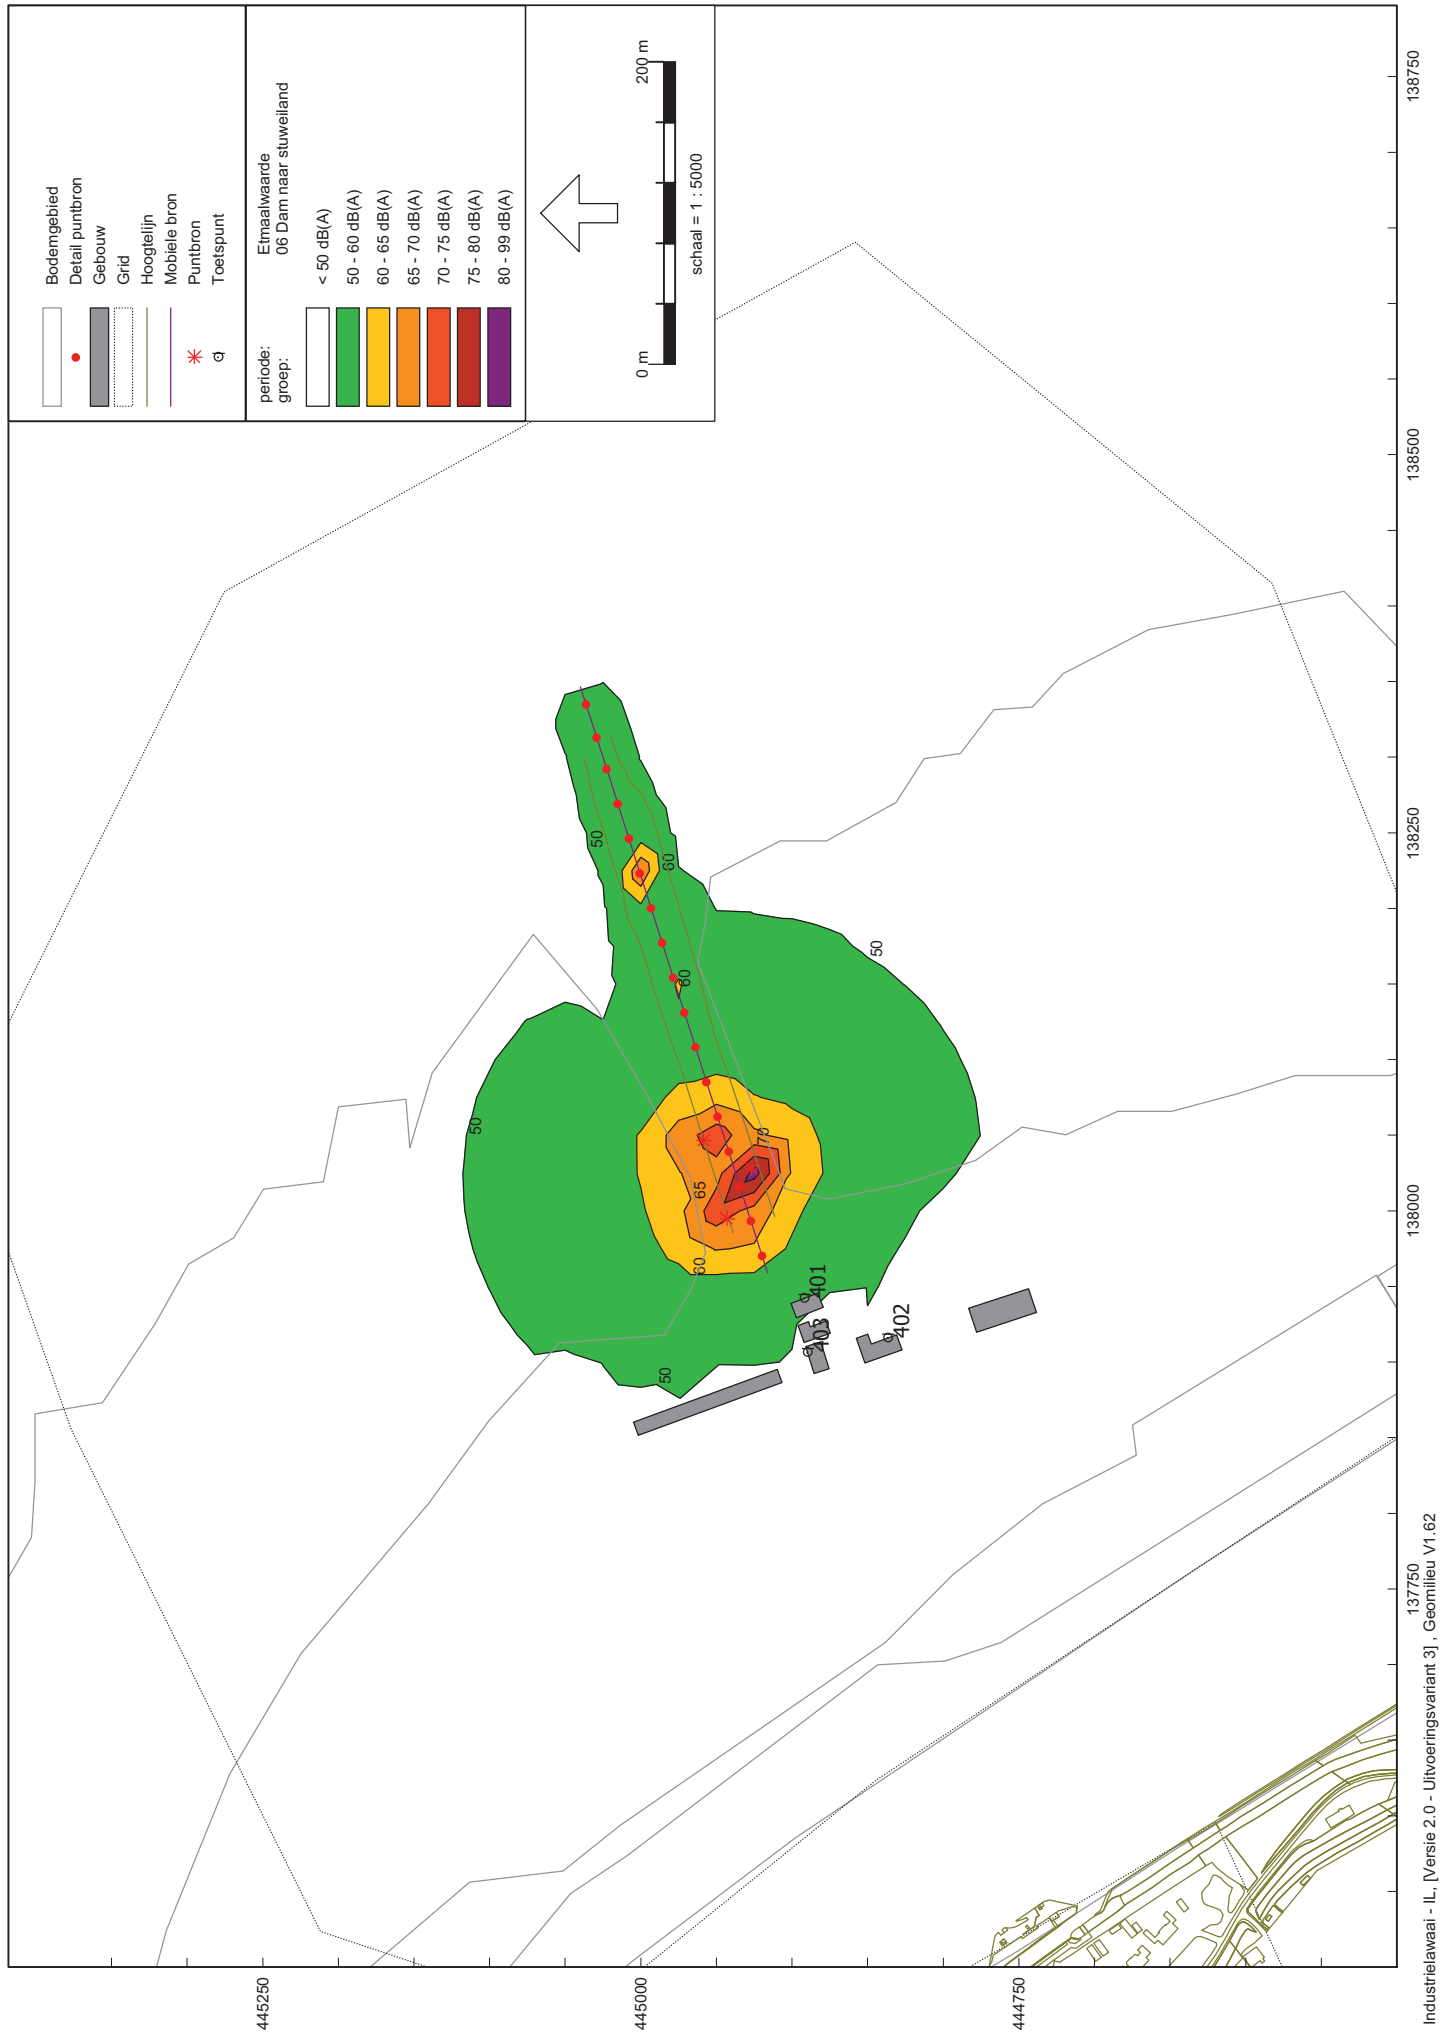 Bodemgebied
Detail puntbron
Gebouw
Grid
Hoogtelijn
Mobiele bron
Puntbron
Toetspunt
periode: Etmaalwaarde
groep: 06 Dam naar stuweiland
< 50 dB(A)
50 - 60 dB(A)
60 - 65 dB(A)
65 - 70 dB(A)
70 - 75 dB(A)
75 - 80 dB(A)
80 - 99 dB(A)
0 m 200 m
schaal = 1 : 5000
50
60
50
60
50
50
65
70
60
50
401
403
402
445250
445000
444750
137750
138000
138250
138500
138750
Industrielawaai - IL, [Versie 2.0 - Uitvoeringsvariant 3] , Geomilieu V1.62